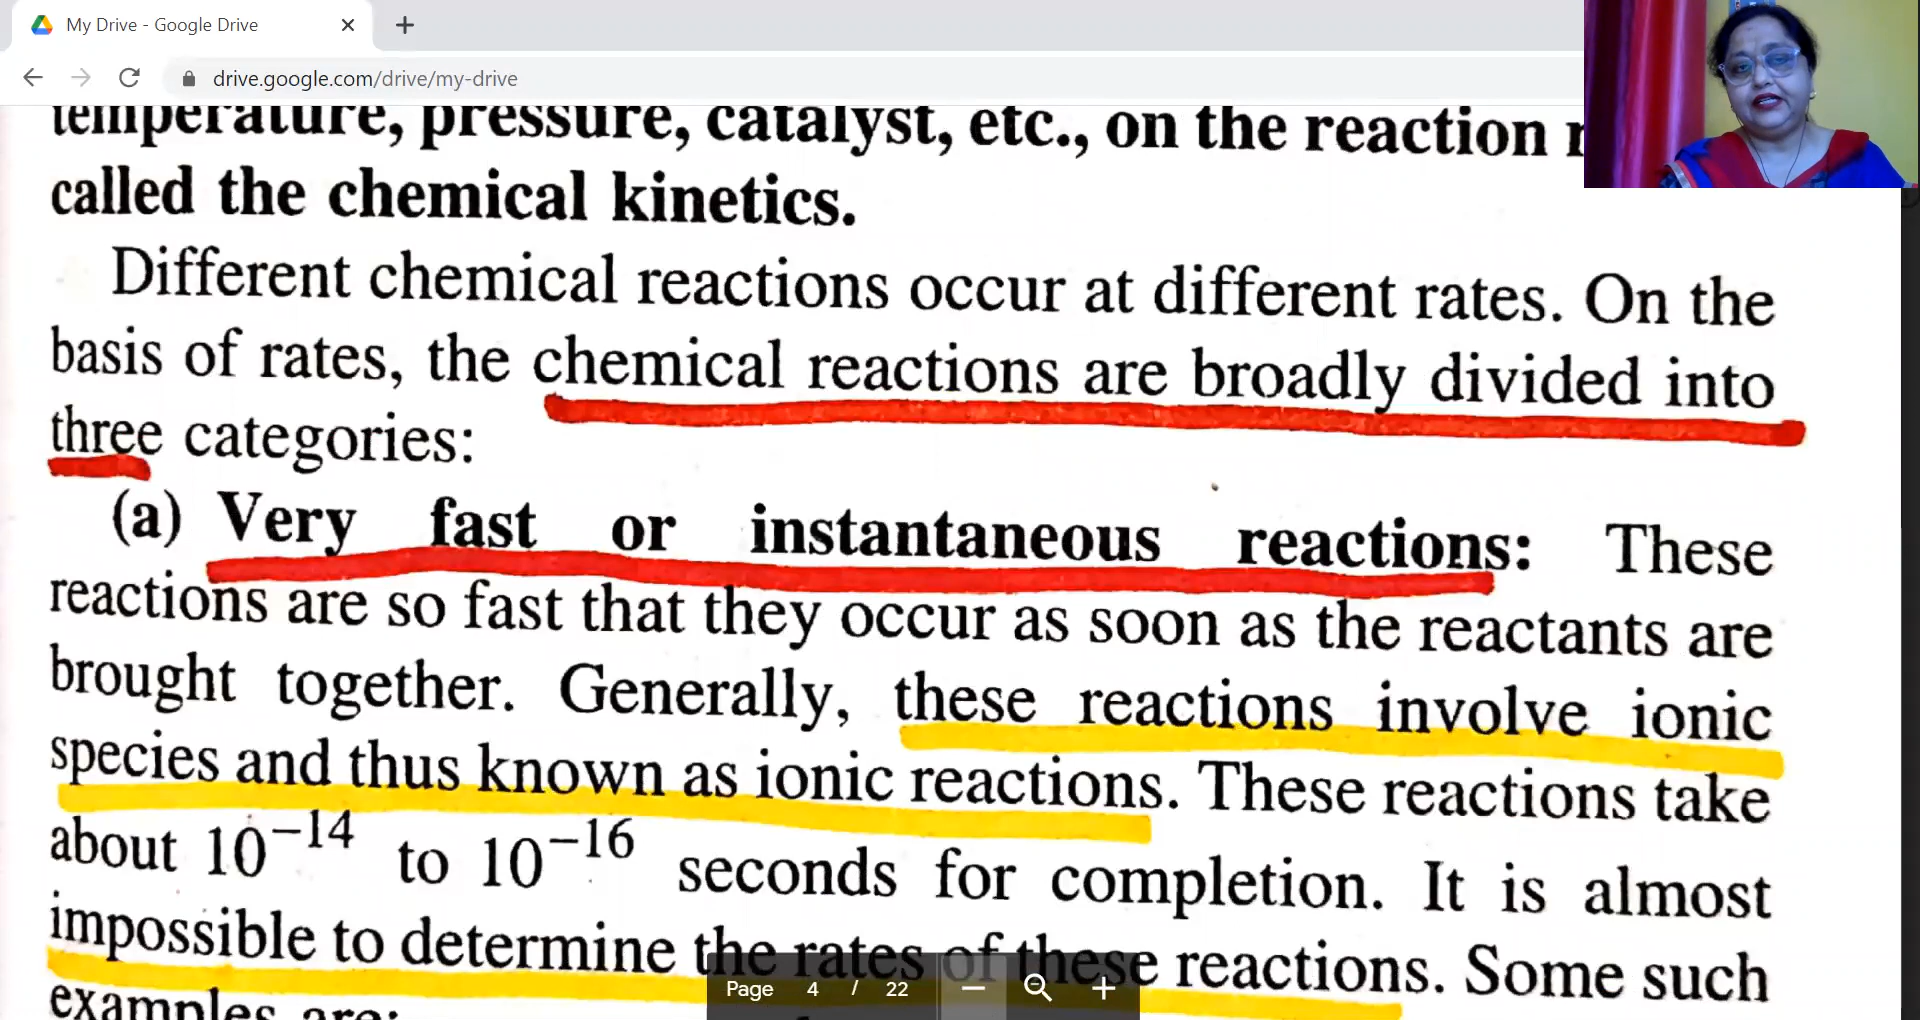 My Drive - Google Drive
drive.google.com/drive/my-drive
temperature, pressure, catalyst, etc., on the reaction
called the chemical kinetics.
Different chemical reactions occur at different rates. On the
basis of rates, the chemical reactions are broadly divided into
three categories:
(a) Very fast or instantaneous reactions: These
reactions are so fast that they occur as soon as the reactants are
brought together. Generally, these reactions involve ionic
species and thus known as ionic reactions. These reactions take
about 10⁻¹⁴ to 10⁻¹⁶ seconds for completion. It is almost
impossible to determine the rates of these reactions. Some such
examples are:
Page 4 / 22